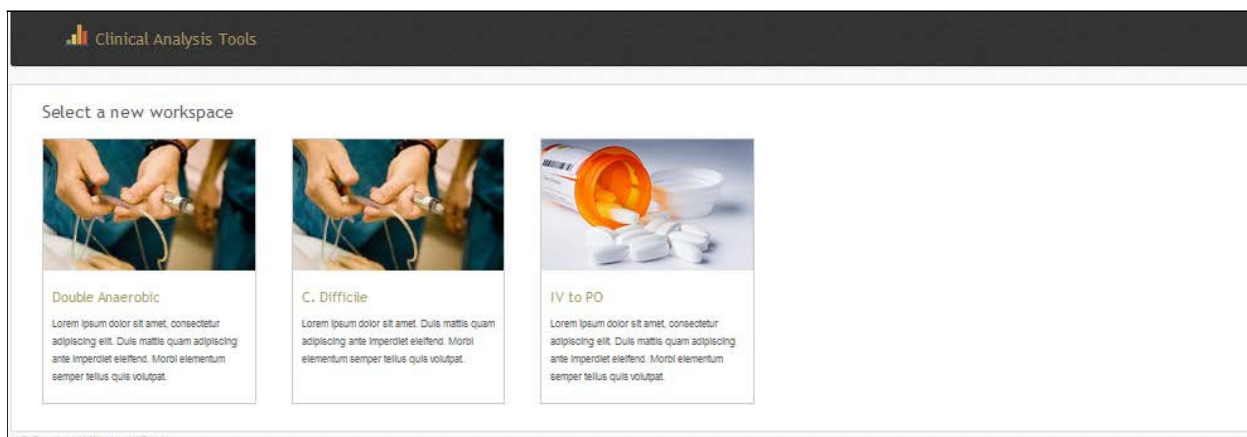 Clinical Analysis Tools
Select a new workspace
Double Anaerobic
Lorem ipsum dolor sit amet, consectetur
adipiscing elit. Duis mattis quam adipiscing
ante imperdiet eleifend. Morbi elementum
semper tellus quis volutpat.
C. Difficile
Lorem ipsum dolor sit amet. Duis mattis quam
adipiscing ante imperdiet eleifend. Morbi
elementum semper tellus quis volutpat.
IV to PO
Lorem ipsum dolor sit amet, consectetur
adipiscing elit. Duis mattis quam adipiscing
ante imperdiet eleifend. Morbi elementum
semper tellus quis volutpat.